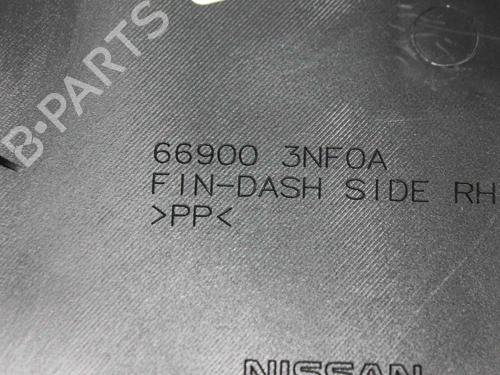 B-PARTS
66900 3NF0A
FIN-DASH SIDE RH
>PP<
NISSAN